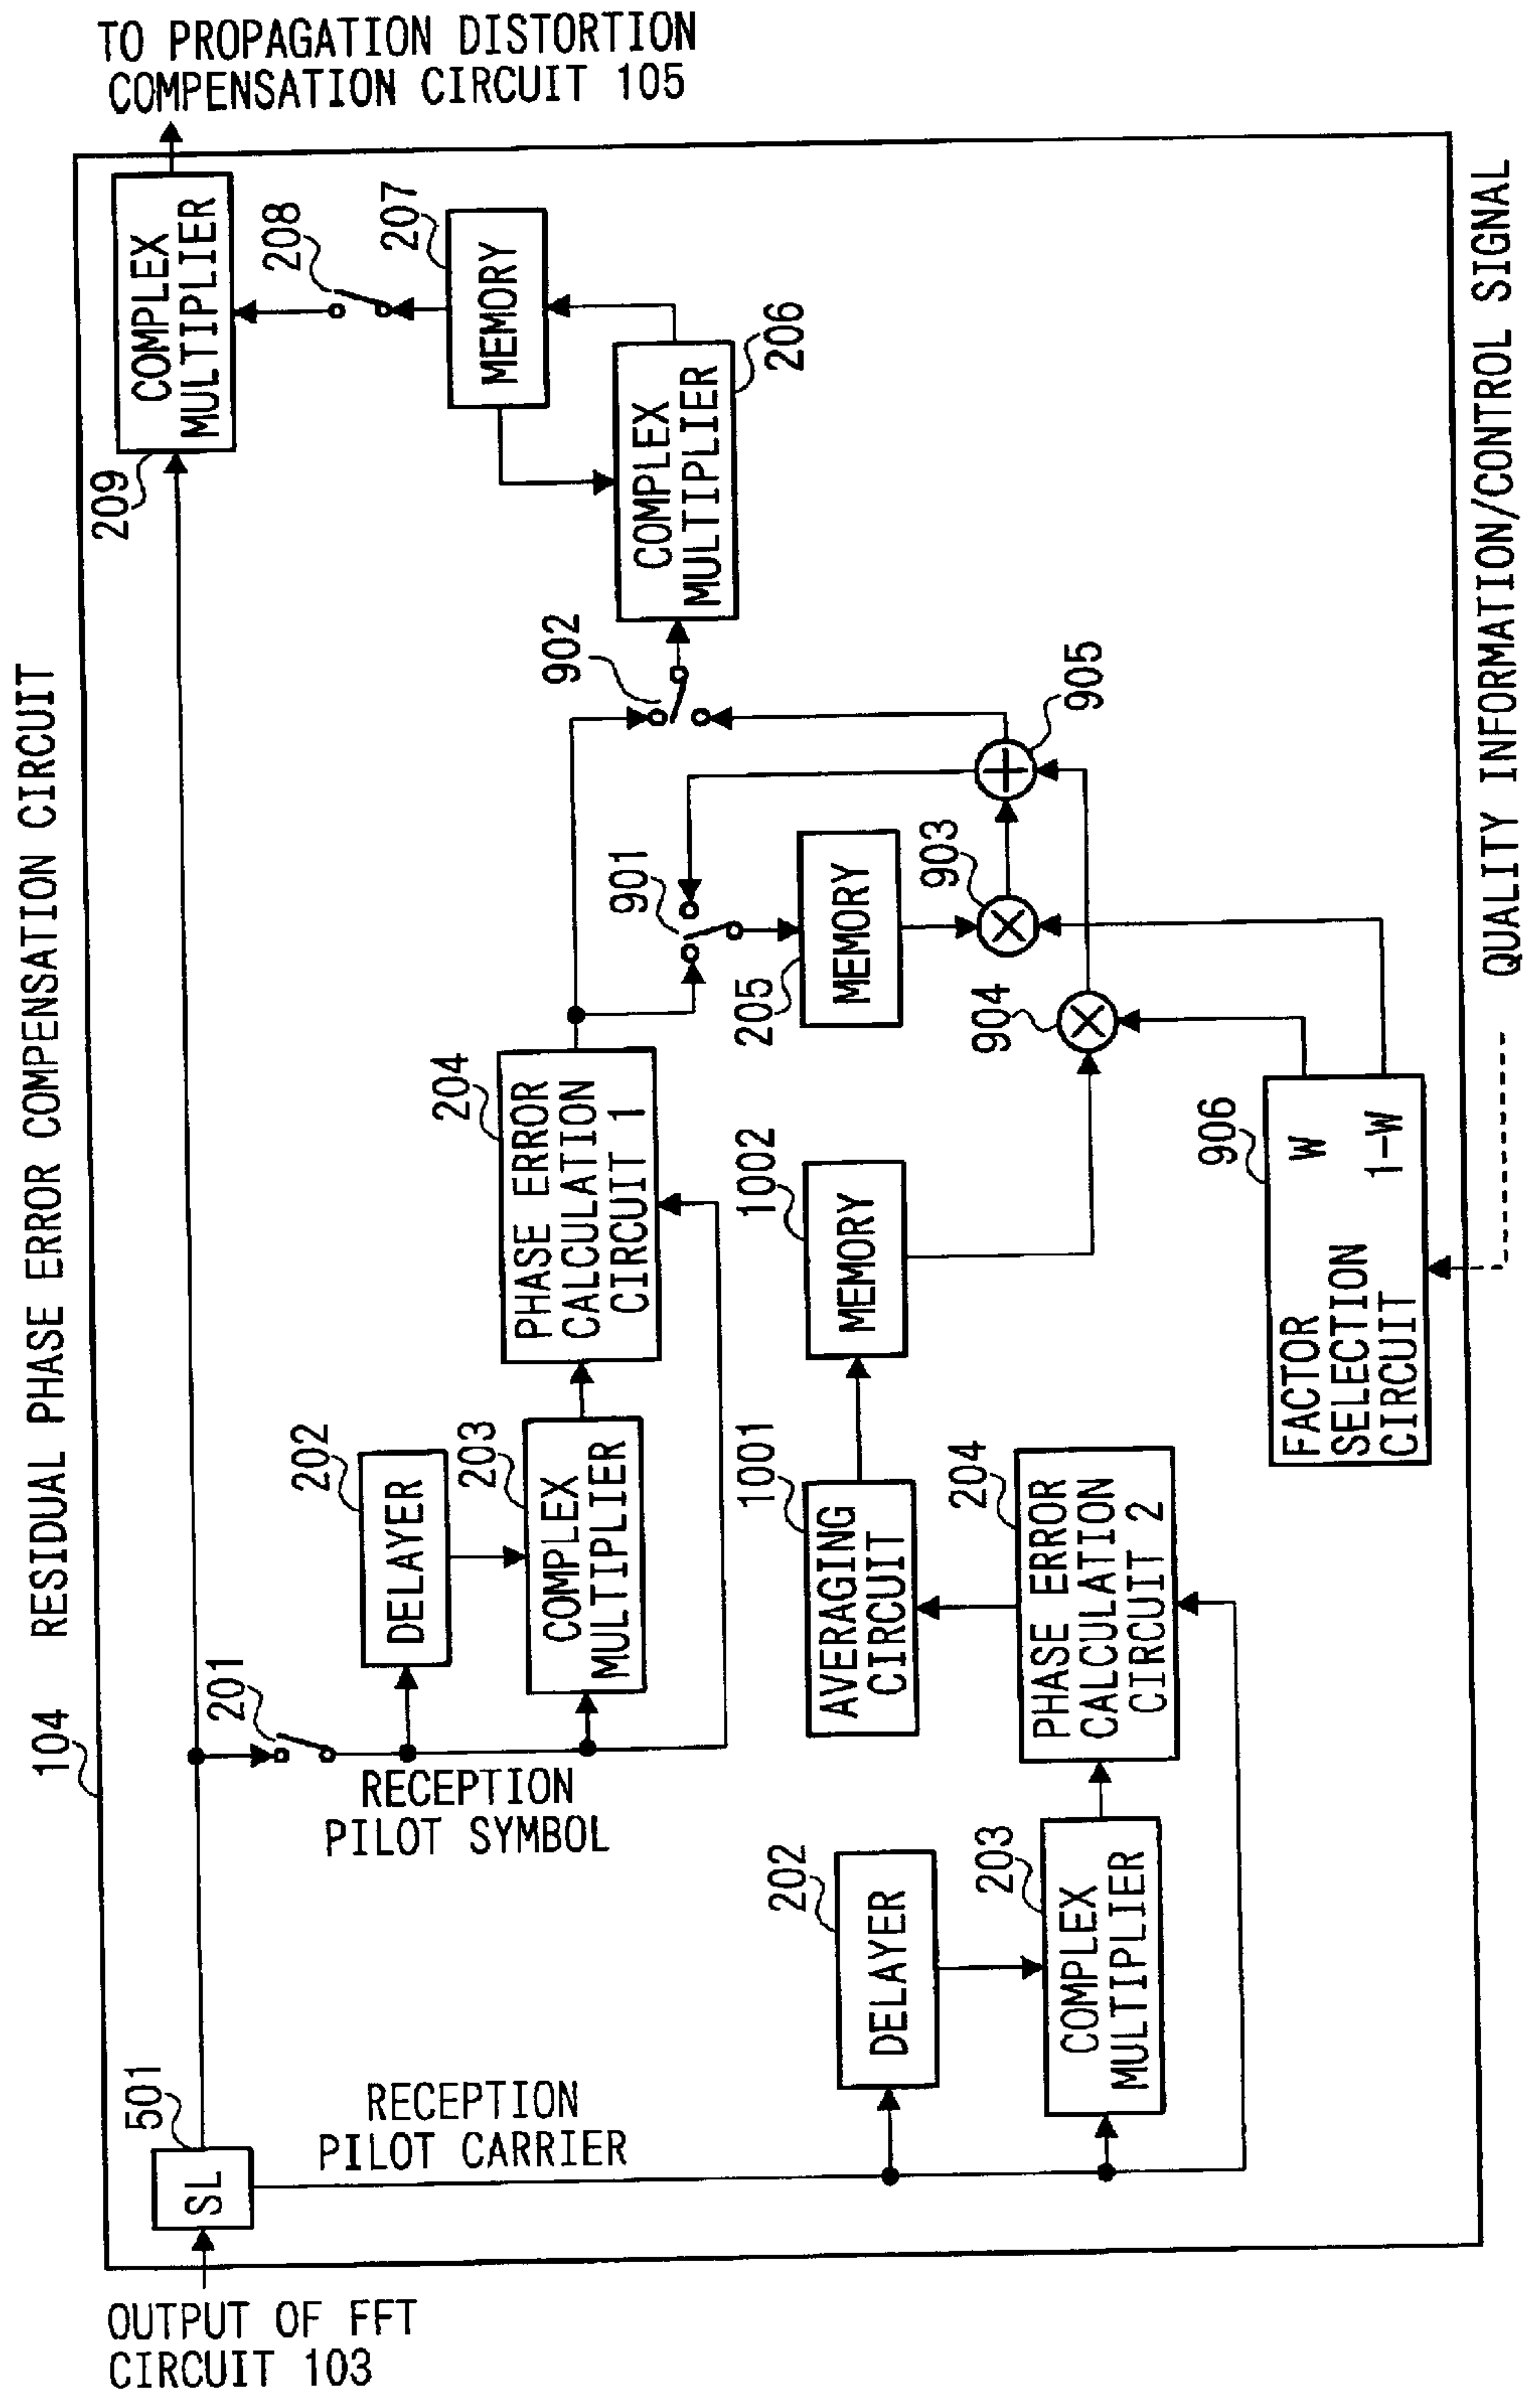 104 RESIDUAL PHASE ERROR COMPENSATION CIRCUIT
OUTPUT OF FFT
CIRCUIT 103
501
SL
TO PROPAGATION DISTORTION
COMPENSATION CIRCUIT 105
209
COMPLEX
MULTIPLIER
201
RECEPTION
PILOT SYMBOL
208
207
MEMORY
202
DELAYER
203
COMPLEX
MULTIPLIER
204
PHASE ERROR
CALCULATION
CIRCUIT 1
902
COMPLEX
MULTIPLIER
206
901
205
MEMORY
RECEPTION
PILOT CARRIER
202
DELAYER
203
COMPLEX
MULTIPLIER
1001
AVERAGING
CIRCUIT
1002
MEMORY
204
PHASE ERROR
CALCULATION
CIRCUIT 2
904
903
905
906
FACTOR
SELECTION
CIRCUIT
W
1-W
QUALITY INFORMATION/CONTROL SIGNAL